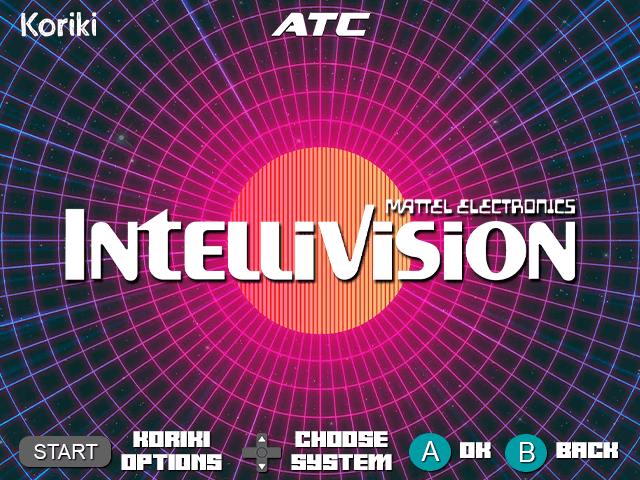 Koriki
ATC
MATTEL ELECTRONICS
INTELLIVISION
START
KORIKI
OPTIONS
CHOOSE
SYSTEM
A
OK
B
BACK